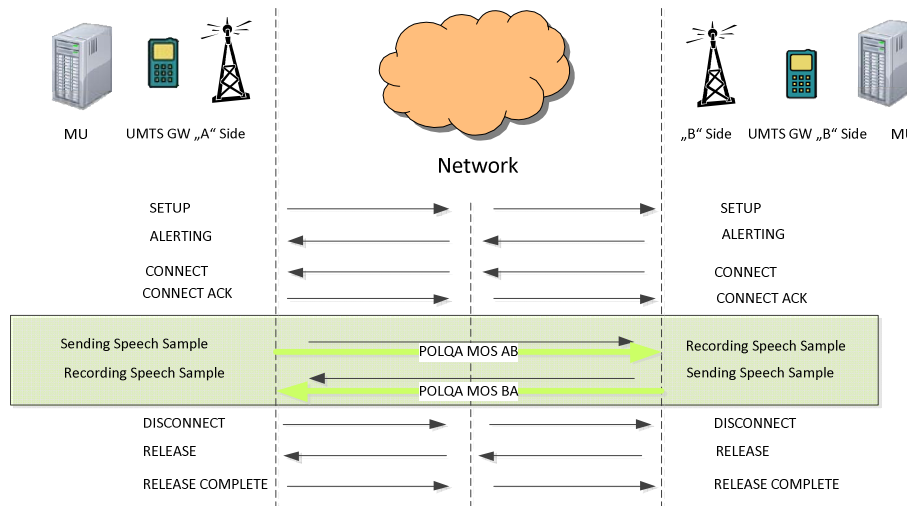 MU
UMTS GW „A“ Side
„B“ Side
UMTS GW „B“ Side
MU
Network
SETUP
SETUP
ALERTING
ALERTING
CONNECT
CONNECT
CONNECT ACK
CONNECT ACK
Sending Speech Sample
POLQA MOS AB
Recording Speech Sample
Recording Speech Sample
POLQA MOS BA
Sending Speech Sample
DISCONNECT
DISCONNECT
RELEASE
RELEASE
RELEASE COMPLETE
RELEASE COMPLETE